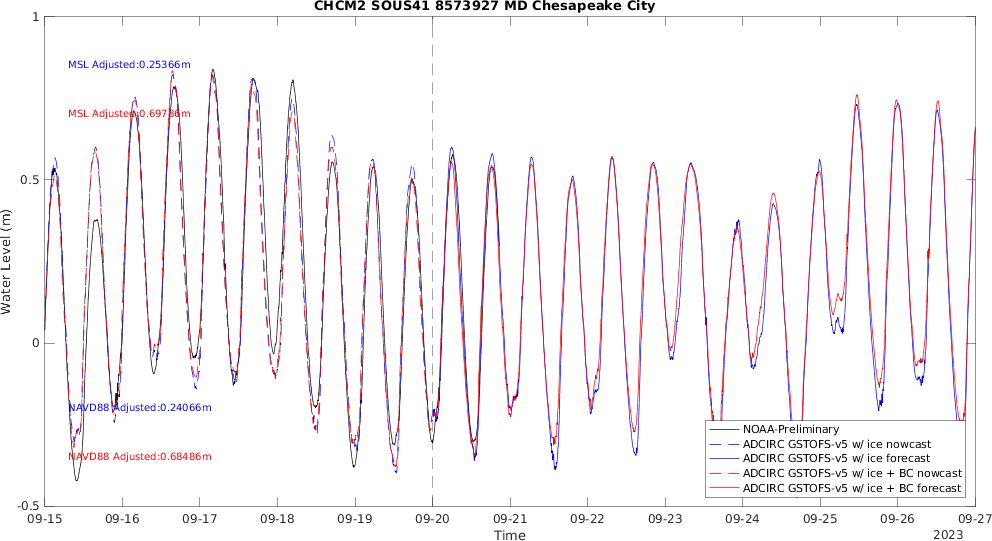 CHCM2 SOUS41 8573927 MD Chesapeake City
1
MSL Adjusted:0.25366m
MSL Adjusted:0.69786m
0.5
Water Level (m)
0
NAVD88 Adjusted:0.24066m
NAVD88 Adjusted:0.68486m
-0.5
NOAA-Preliminary
ADCIRC GSTOFS-v5 w/ ice nowcast
ADCIRC GSTOFS-v5 w/ ice forecast
ADCIRC GSTOFS-v5 w/ ice + BC nowcast
ADCIRC GSTOFS-v5 w/ ice + BC forecast
09-15 09-16 09-17 09-18 09-19 09-20 09-21 09-22 09-23 09-24 09-25 09-26 09-27
Time
2023